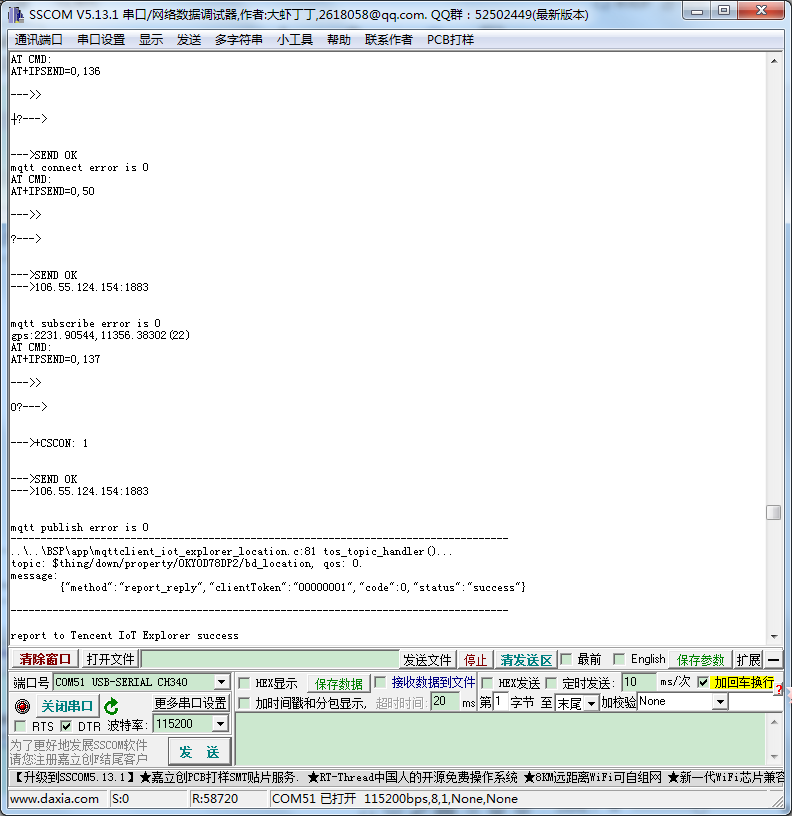 SSCOM V5.13.1 串口/网络数据调试器,作者:大虾丁丁,2618058@qq.com. QQ群：52502449(最新版本)
通讯端口 串口设置 显示 发送 多字符串 小工具 帮助 联系作者 PCB打样
AT CMD:
AT+IPSEND=0,136
--->>
┼?--->
--->SEND OK
mqtt connect error is 0
AT CMD:
AT+IPSEND=0,50
--->>
?--->
--->SEND OK
--->106.55.124.154:1883
mqtt subscribe error is 0
gps:2231.90544,11356.38302(22)
AT CMD:
AT+IPSEND=0,137
--->>
0?--->
--->+CSCON: 1
--->SEND OK
--->106.55.124.154:1883
mqtt publish error is 0
-----------------------------------------------------------------------------------
..\..\BSP\app\mqttclient_iot_explorer_location.c:81 tos_topic_handler()...
topic: $thing/down/property/OKYOD78DP2/bd_location, qos: 0.
message:
{"method":"report_reply","clientToken":"00000001","code":0,"status":"success"}
-----------------------------------------------------------------------------------
report to Tencent IoT Explorer success
清除窗口 打开文件 发送文件 停止 清发送区 最前 English 保存参数 扩展 —
端口号 COM51 USB-SERIAL CH340 HEX显示 保存数据 接收数据到文件 HEX发送 定时发送: 10 ms/次 加回车换行 ?
关闭串口 更多串口设置 加时间戳和分包显示, 超时时间: 20 ms 第 1 字节 至 末尾 加校验 None
RTS DTR 波特率: 115200
为了更好地发展SSCOM软件
请您注册嘉立创F结尾客户
发 送
【升级到SSCOM5.13.1】★嘉立创PCB打样SMT贴片服务. ★RT-Thread中国人的开源免费操作系统 ★8KM远距离WiFi可自组网 ★新一代WiFi芯片兼容
www.daxia.com S:0 R:58720 COM51 已打开 115200bps,8,1,None,None